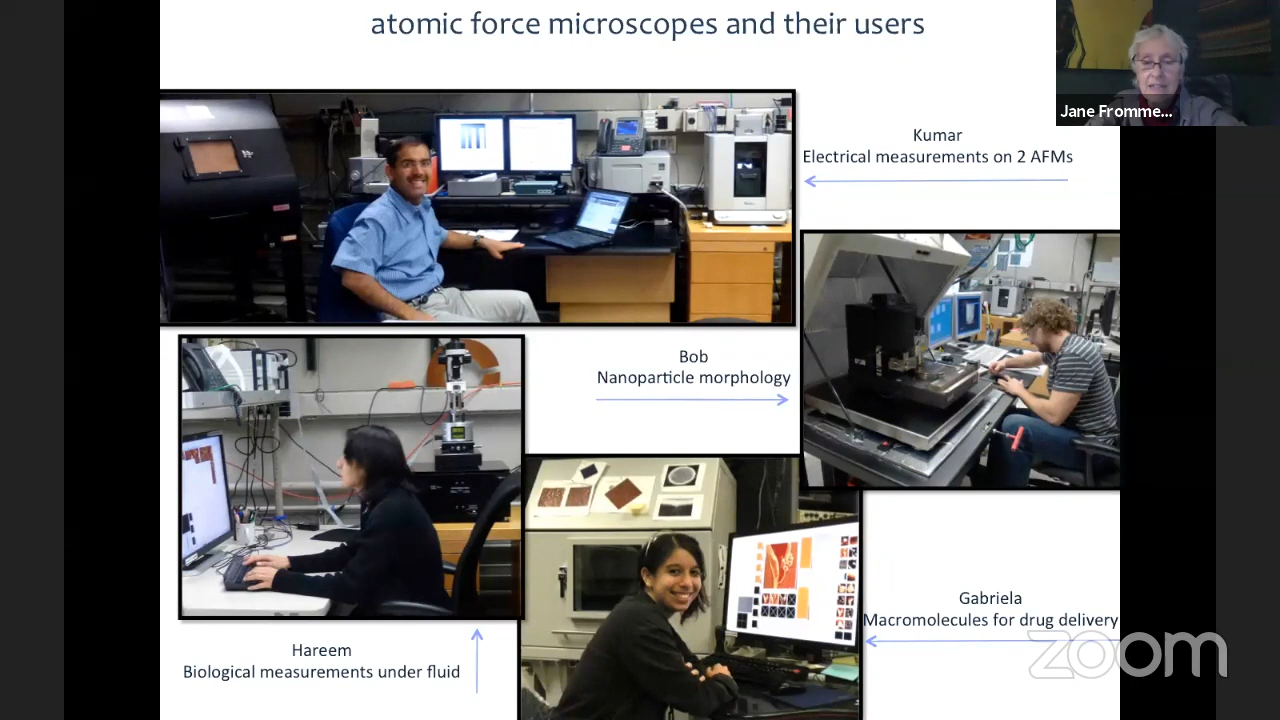 atomic force microscopes and their users
Jane Fromme...
Kumar
Electrical measurements on 2 AFMs
Bob
Nanoparticle morphology
Gabriela
Macromolecules for drug delivery
Hareem
Biological measurements under fluid
zoom